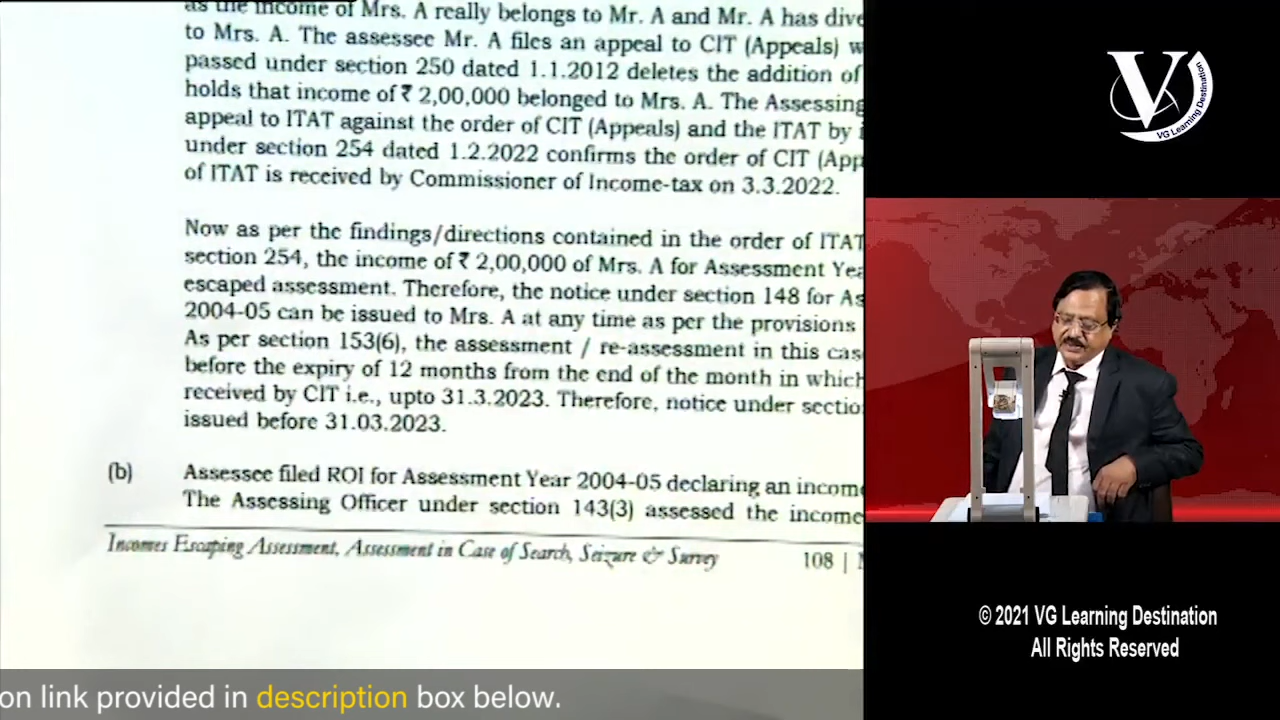 as the income of Mrs. A really belongs to Mr. A and Mr. A has dive
to Mrs. A. The assessee Mr. A files an appeal to CIT (Appeals) w
passed under section 250 dated 1.1.2012 deletes the addition of
holds that income of ₹ 2,00,000 belonged to Mrs. A. The Assessing
appeal to ITAT against the order of CIT (Appeals) and the ITAT by i
under section 254 dated 1.2.2022 confirms the order of CIT (App
of ITAT is received by Commissioner of Income-tax on 3.3.2022.
Now as per the findings/directions contained in the order of ITAT
section 254, the income of ₹ 2,00,000 of Mrs. A for Assessment Yea
escaped assessment. Therefore, the notice under section 148 for As
2004-05 can be issued to Mrs. A at any time as per the provisions
As per section 153(6), the assessment / re-assessment in this cas
before the expiry of 12 months from the end of the month in which
received by CIT i.e., upto 31.3.2023. Therefore, notice under sectio
issued before 31.03.2023.
(b) Assessee filed ROI for Assessment Year 2004-05 declaring an income
The Assessing Officer under section 143(3) assessed the income
Incomes Escaping Assessment, Assessment in Case of Search, Seizure & Survey 108 |
V
VG Learning Destination
© 2021 VG Learning Destination
All Rights Reserved
on link provided in description box below.